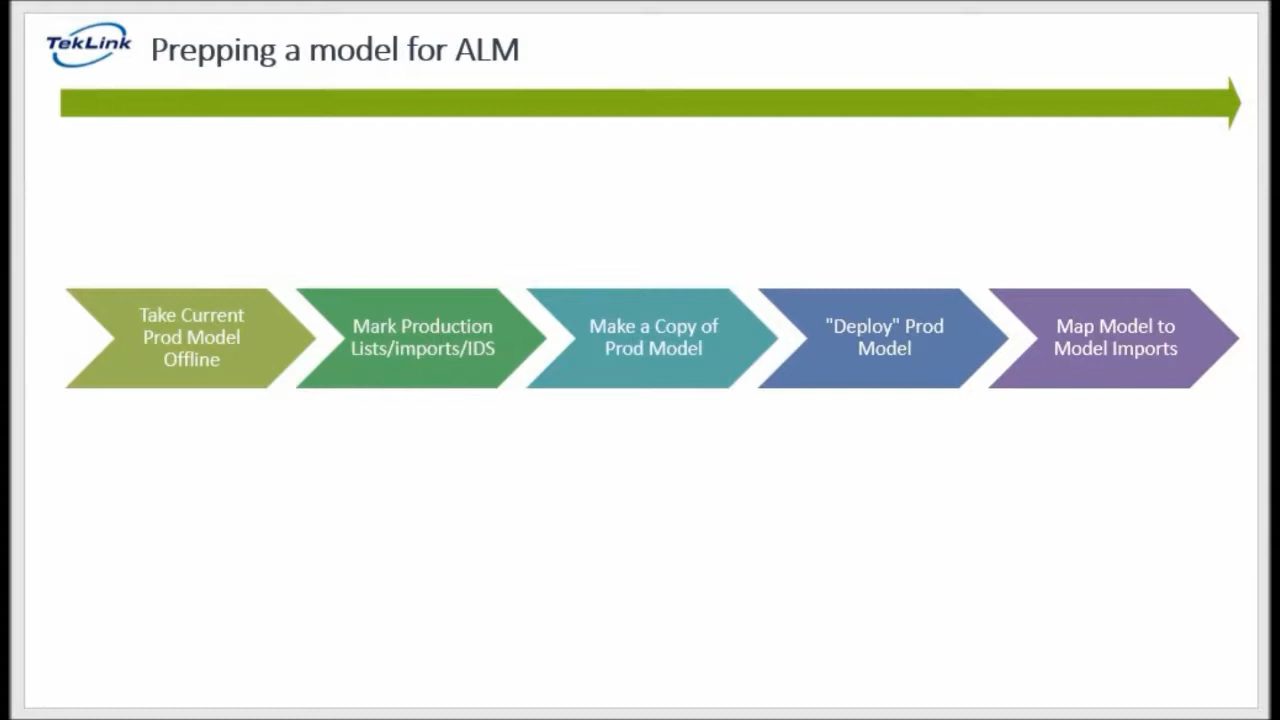 TekLink
Prepping a model for ALM
Take Current
Prod Model
Offline
Mark Production
Lists/imports/IDS
Make a Copy of
Prod Model
"Deploy" Prod
Model
Map Model to
Model Imports